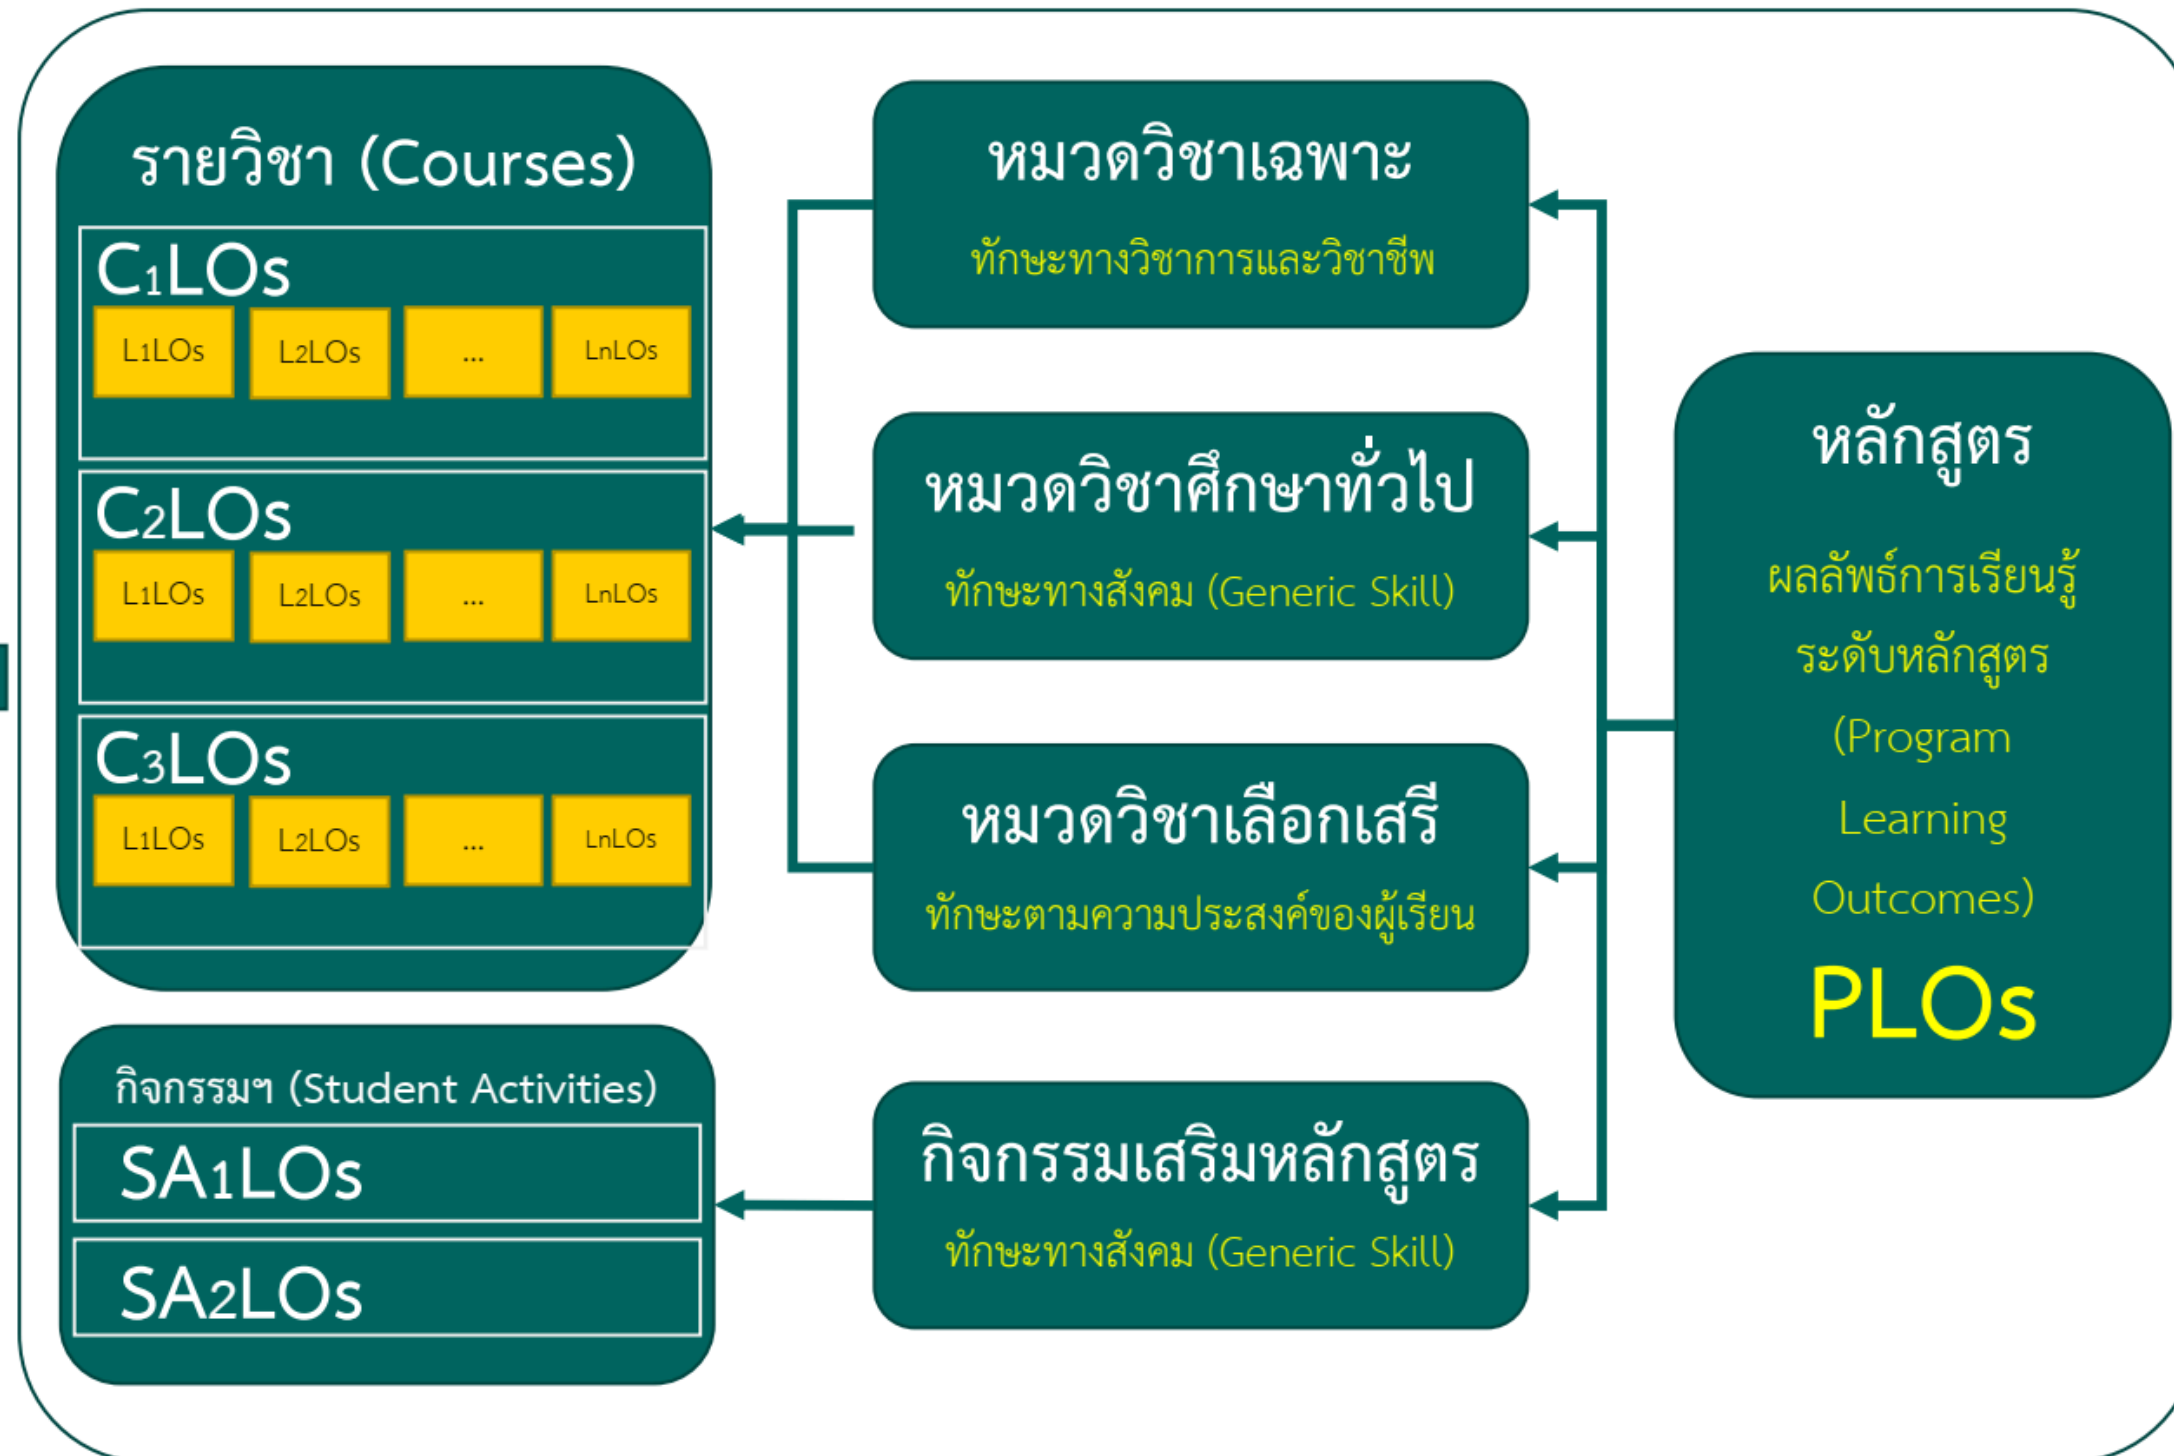 รายวิชา (Courses)
C1LOs
L1LOs L2LOs ... LnLOs
C2LOs
L1LOs L2LOs ... LnLOs
C3LOs
L1LOs L2LOs ... LnLOs
กิจกรรมฯ (Student Activities)
SA1LOs
SA2LOs
หมวดวิชาเฉพาะ
ทักษะทางวิชาการและวิชาชีพ
หมวดวิชาศึกษาทั่วไป
ทักษะทางสังคม (Generic Skill)
หมวดวิชาเลือกเสรี
ทักษะตามความประสงค์ของผู้เรียน
กิจกรรมเสริมหลักสูตร
ทักษะทางสังคม (Generic Skill)
หลักสูตร
ผลลัพธ์การเรียนรู้
ระดับหลักสูตร
(Program
Learning
Outcomes)
PLOs